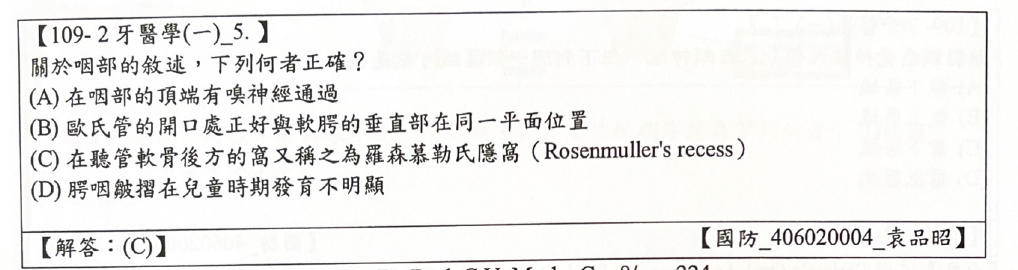 【109-2 牙醫學(一)_5. 】
關於咽部的敘述,下列何者正確?
(A) 在咽部的頂端有嗅神經通過
(B) 歐氏管的開口處正好與軟腭的垂直部在同一平面位置
(C) 在聽管軟骨後方的窩又稱之為羅森慕勒氏隱窩(Rosenmuller's recess)
(D) 腭咽皺摺在兒童時期發育不明顯
【解答:(C)】
【國防_406020004_袁品昭】